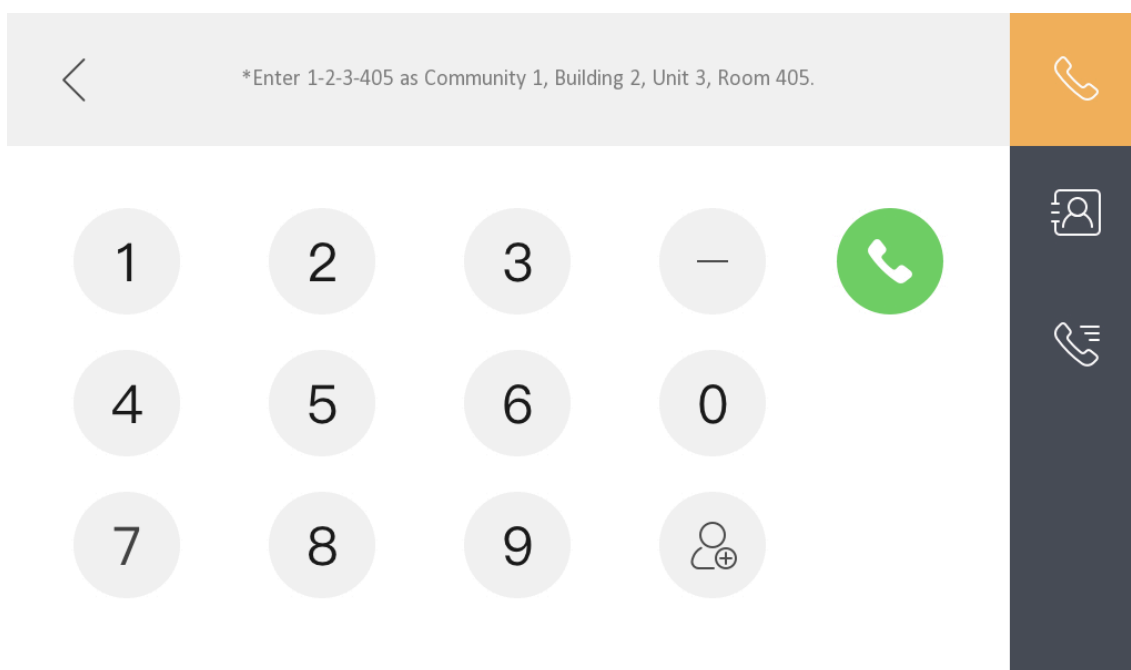 *Enter 1-2-3-405 as Community 1, Building 2, Unit 3, Room 405.
1 2 3 —
4 5 6 0
7 8 9